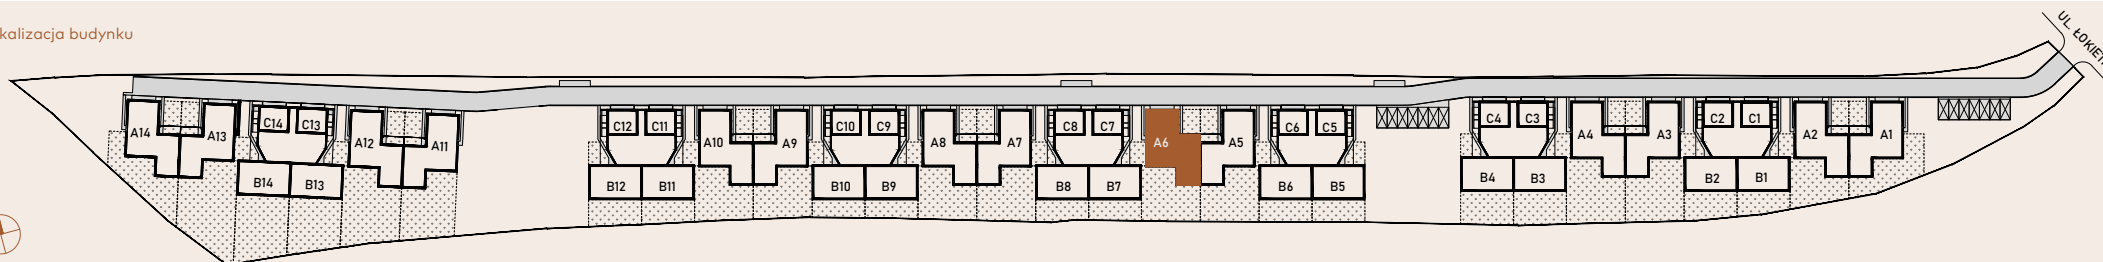 kalizacja budynku
UL. ŁOKIET
A14
A13
C14
C13
A12
A11
B14
B13
C12
C11
A10
A9
C10
C9
A8
A7
C8
C7
A6
A5
C6
C5
B12
B11
B10
B9
B8
B7
B6
B5
C4
C3
A4
A3
C2
C1
A2
A1
B4
B3
B2
B1